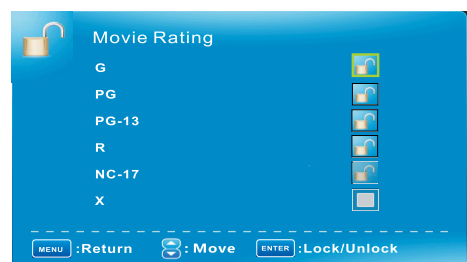 Movie Rating
G
PG
PG-13
R
NC-17
X
MENU :Return :Move ENTER :Lock/Unlock